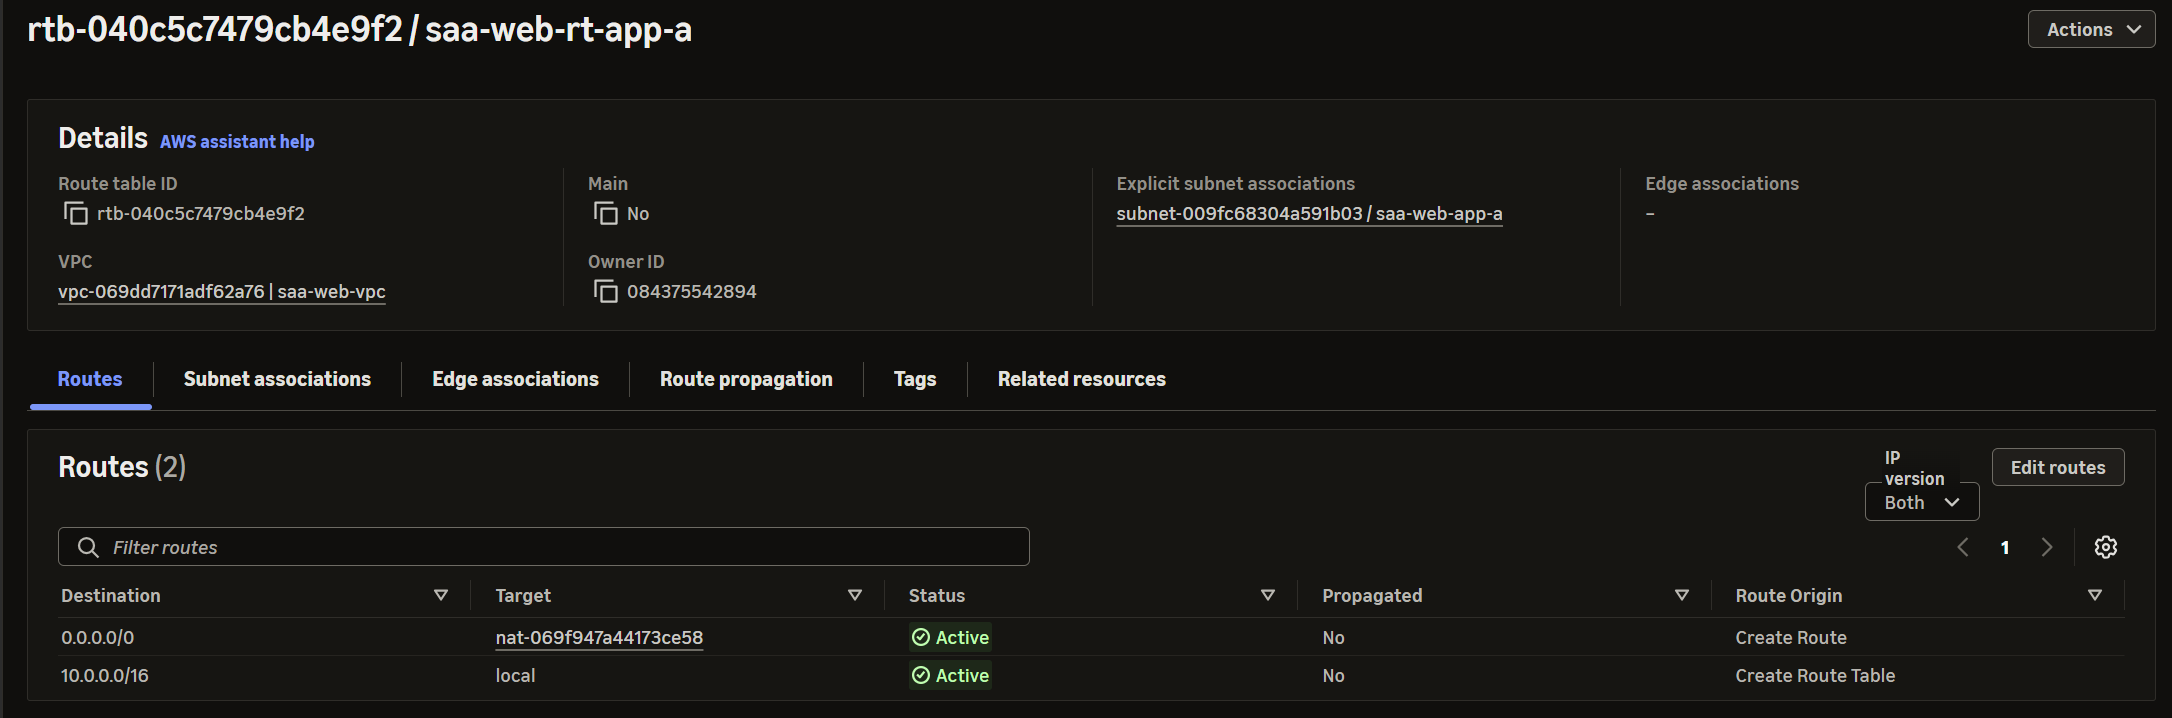 rtb-040c5c7479cb4e9f2 / saa-web-rt-app-a
Actions
Details AWS assistant help
Route table ID
rtb-040c5c7479cb4e9f2
Main
No
Explicit subnet associations
subnet-009fc68304a591b03 / saa-web-app-a
Edge associations
–
VPC
vpc-069dd7171adf62a76 | saa-web-vpc
Owner ID
084375542894
Routes Subnet associations Edge associations Route propagation Tags Related resources
Routes (2)
IP version
Both
Edit routes
Filter routes
1
Destination Target Status Propagated Route Origin
0.0.0.0/0 nat-069f947a44173ce58 Active No Create Route
10.0.0.0/16 local Active No Create Route Table